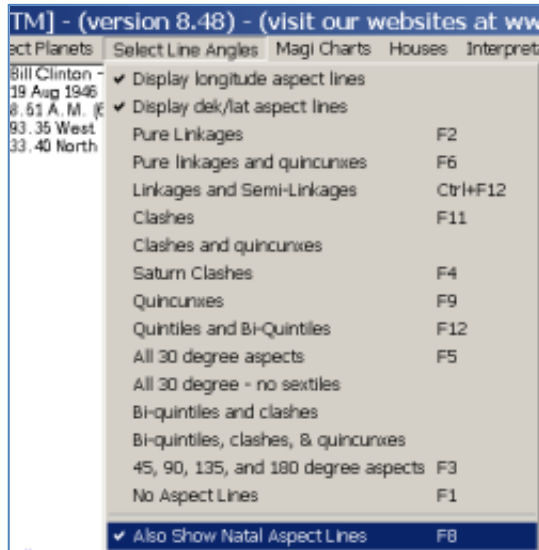 TM] - (version 8.48) - (visit our websites at ww
ect Planets Select Line Angles Magi Charts Houses Interpret
Bill Clinton -
19 Aug 1946
8.51 A.M. (
93.35 West
33.40 North
✔ Display longitude aspect lines
✔ Display dek/lat aspect lines
Pure Linkages F2
Pure linkages and quincunxes F6
Linkages and Semi-Linkages Ctrl+F12
Clashes F11
Clashes and quincunxes
Saturn Clashes F4
Quincunxes F9
Quintiles and Bi-Quintiles F12
All 30 degree aspects F5
All 30 degree - no sextiles
Bi-quintiles and clashes
Bi-quintiles, clashes, & quincunxes
45, 90, 135, and 180 degree aspects F3
No Aspect Lines F1
✔ Also Show Natal Aspect Lines F8